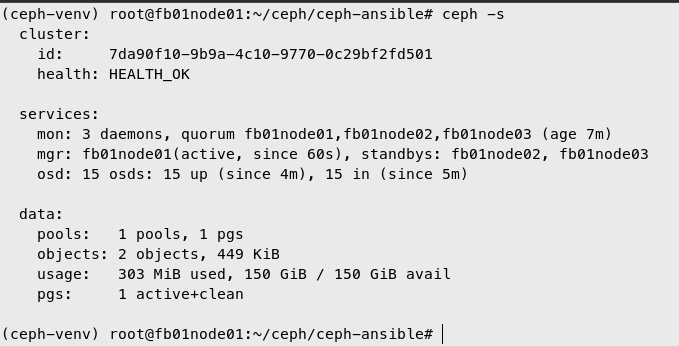 (ceph-venv) root@fb01node01:~/ceph/ceph-ansible# ceph -s
cluster:
id: 7da90f10-9b9a-4c10-9770-0c29bf2fd501
health: HEALTH_OK
services:
mon: 3 daemons, quorum fb01node01,fb01node02,fb01node03 (age 7m)
mgr: fb01node01(active, since 60s), standbys: fb01node02, fb01node03
osd: 15 osds: 15 up (since 4m), 15 in (since 5m)
data:
pools: 1 pools, 1 pgs
objects: 2 objects, 449 KiB
usage: 303 MiB used, 150 GiB / 150 GiB avail
pgs: 1 active+clean
(ceph-venv) root@fb01node01:~/ceph/ceph-ansible#